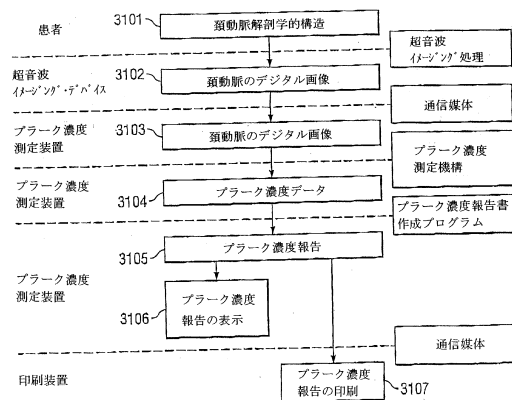 患者
3101
頚動脈解剖学的構造
超音波
イメージング処理
超音波
イメージング・デバイス
3102
頚動脈のデジタル画像
通信媒体
プラーク濃度
測定装置
3103
頚動脈のデジタル画像
プラーク濃度
測定機構
プラーク濃度
測定装置
3104
プラーク濃度データ
プラーク濃度報告書
作成プログラム
3105
プラーク濃度報告
プラーク濃度
測定装置
3106
プラーク濃度
報告の表示
通信媒体
印刷装置
プラーク濃度
報告の印刷
3107